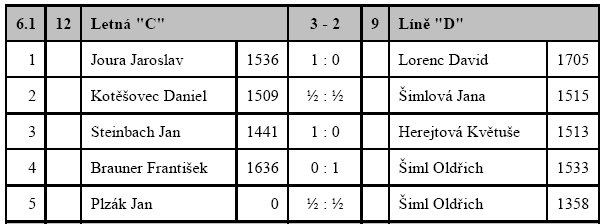 6.1 12 Letná "C" 3 - 2 9 Líně "D"
1 Joura Jaroslav 1536 1 : 0 Lorenc David 1705
2 Kotěšovec Daniel 1509 ½ : ½ Šimlová Jana 1515
3 Steinbach Jan 1441 1 : 0 Herejtová Květuše 1513
4 Brauner František 1636 0 : 1 Šiml Oldřich 1533
5 Plzák Jan 0 ½ : ½ Šiml Oldřich 1358